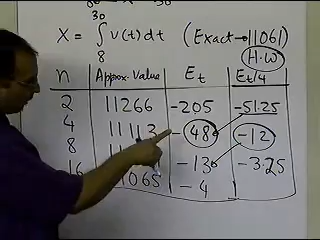 30
x = ∫ v(t) dt (Exact→11061)
8
H.W
n Approx. Value Et Et/4
2 11266 -205 -51.25
4 11113 -48 -12
8 -13 -3.25
16 11065 -4